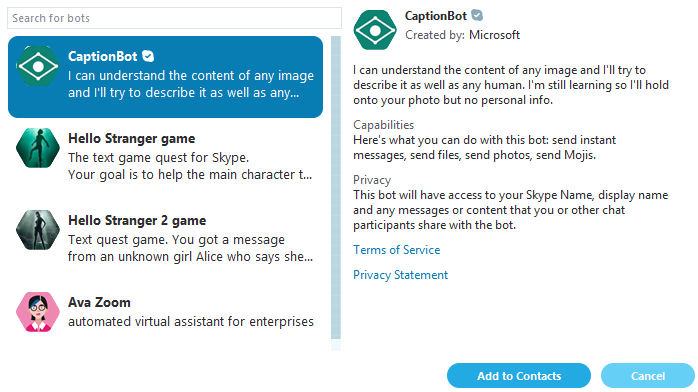 Search for bots
CaptionBot
I can understand the content of any image
and I'll try to describe it as well as any...
Hello Stranger game
The text game quest for Skype.
Your goal is to help the main character t...
Hello Stranger 2 game
Text quest game. You got a message
from an unknown girl Alice who says she...
Ava Zoom
automated virtual assistant for enterprises
CaptionBot
Created by: Microsoft
I can understand the content of any image and I'll try to
describe it as well as any human. I'm still learning so I'll hold
onto your photo but no personal info.
Capabilities
Here's what you can do with this bot: send instant
messages, send files, send photos, send Mojis.
Privacy
This bot will have access to your Skype Name, display name
and any messages or content that you or other chat
participants share with the bot.
Terms of Service
Privacy Statement
Add to Contacts
Cancel